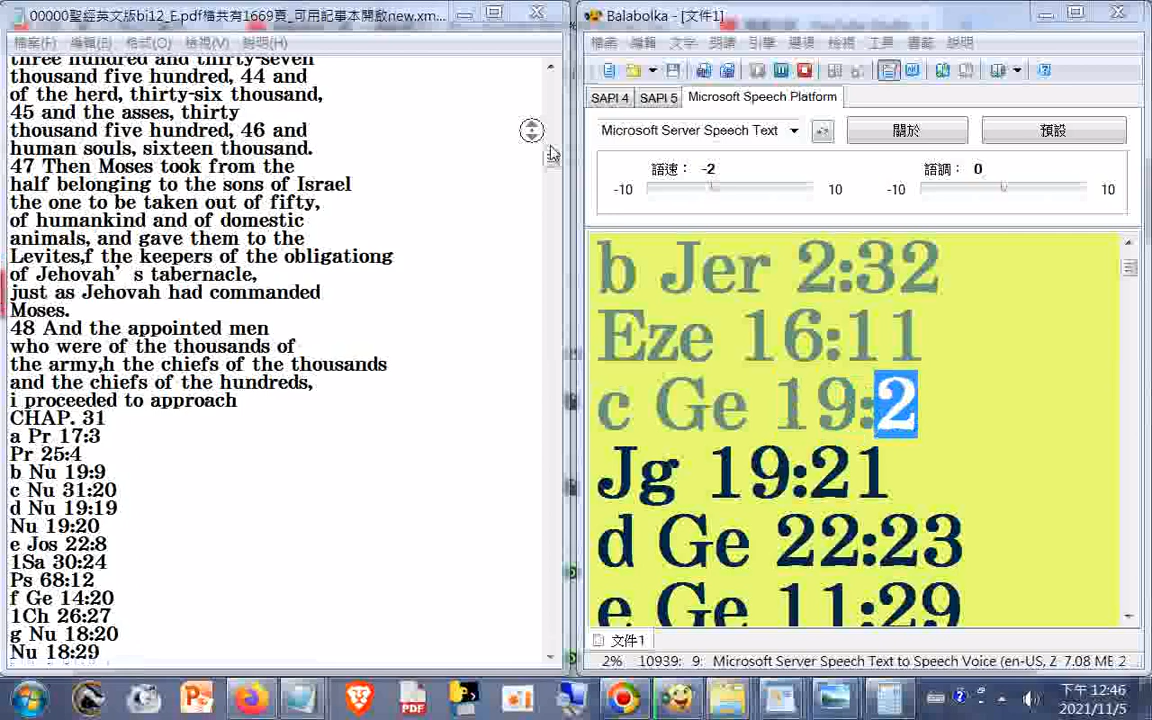 00000聖經英文版bi12_E.pdf檔共有1669頁_可用記事本開啟new.xm...
檔案(F) 編輯(E) 格式(O) 檢視(V) 說明(H)
three hundred and thirty-seven
thousand five hundred, 44 and
of the herd, thirty-six thousand,
45 and the asses, thirty
thousand five hundred, 46 and
human souls, sixteen thousand.
47 Then Moses took from the
half belonging to the sons of Israel
the one to be taken out of fifty,
of humankind and of domestic
animals, and gave them to the
Levites,f the keepers of the obligationg
of Jehovah’s tabernacle,
just as Jehovah had commanded
Moses.
48 And the appointed men
who were of the thousands of
the army,h the chiefs of the thousands
and the chiefs of the hundreds,
i proceeded to approach
CHAP. 31
a Pr 17:3
Pr 25:4
b Nu 19:9
c Nu 31:20
d Nu 19:19
Nu 19:20
e Jos 22:8
1Sa 30:24
Ps 68:12
f Ge 14:20
1Ch 26:27
g Nu 18:20
Nu 18:29
Balabolka - [文件1]
檔案 編輯 文字 朗讀 引擎 選項 檢視 工具 書籤 說明
SAPI 4 SAPI 5 Microsoft Speech Platform
Microsoft Server Speech Text 關於 預設
語速： -2 語調： 0
-10 10 -10 10
b Jer 2:32
Eze 16:11
c Ge 19:2
Jg 19:21
d Ge 22:23
e Ge 11:29
文件1
2% 10939: 9: Microsoft Server Speech Text to Speech Voice (en-US, Z 7.08 MB 2
PDF
下午 12:46
2021/11/5